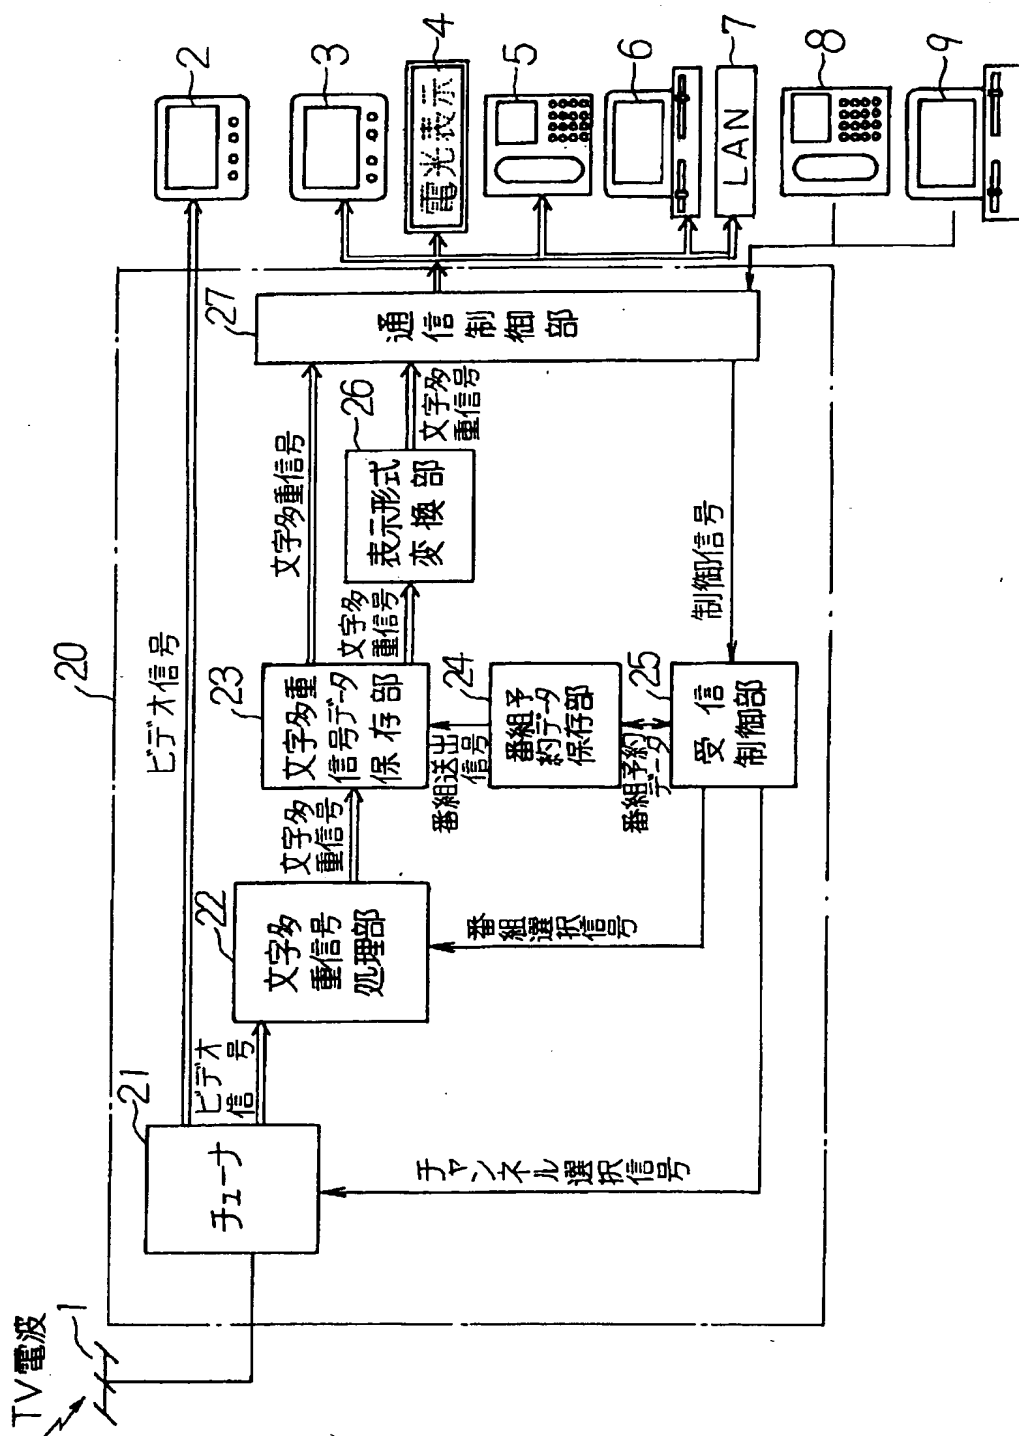 TV電波
1
20
21
チューナ
ビデオ信号
ビデオ
信号
22
文字多
重信号
処理部
文字多
重信号
23
文字多重
信号データ
保存部
文字多重信号
文字多
重信号
26
表示形式
変換部
文字多
重信号
27
通信制御部
番組送出
信号
24
番組予
約データ
保存部
番組予約
データ
25
受信
制御部
制御信号
番組選択信号
チャンネル選択信号
2
3
4
電光表示
5
6
7
LAN
8
9